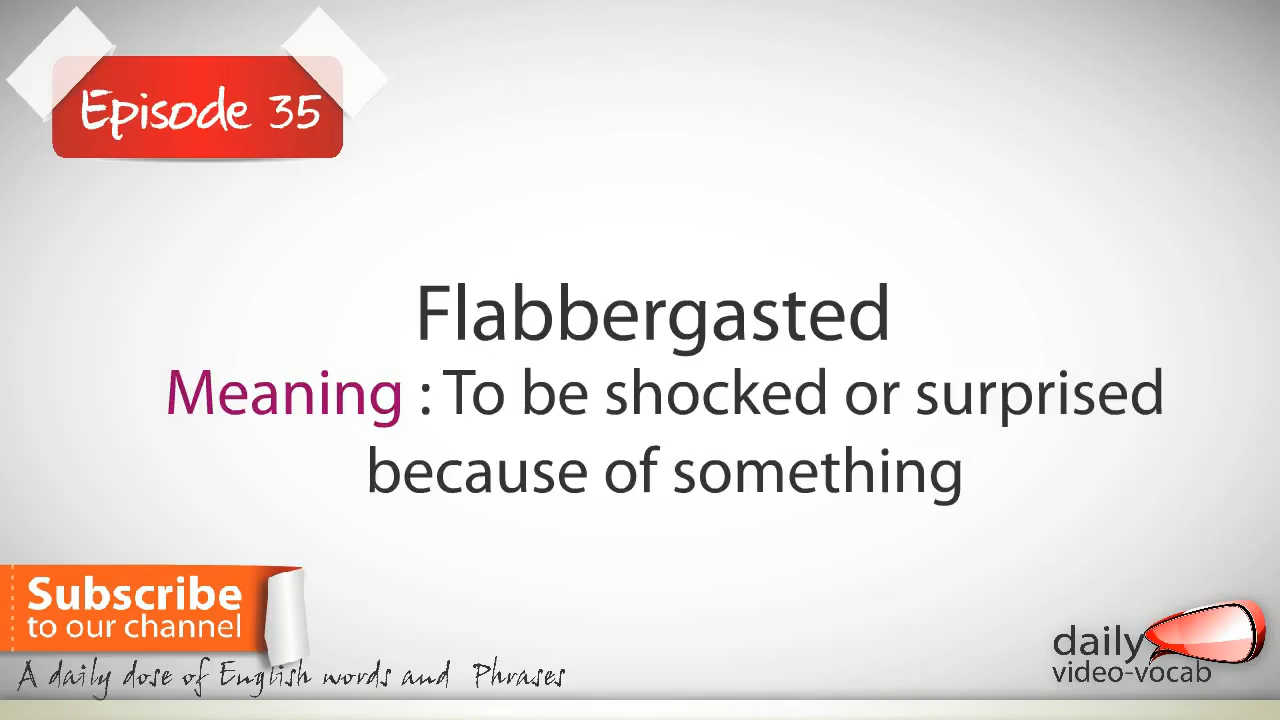 Episode 35
Flabbergasted
Meaning : To be shocked or surprised
because of something
Subscribe
to our channel
A daily dose of English words and Phrases
daily
video-vocab